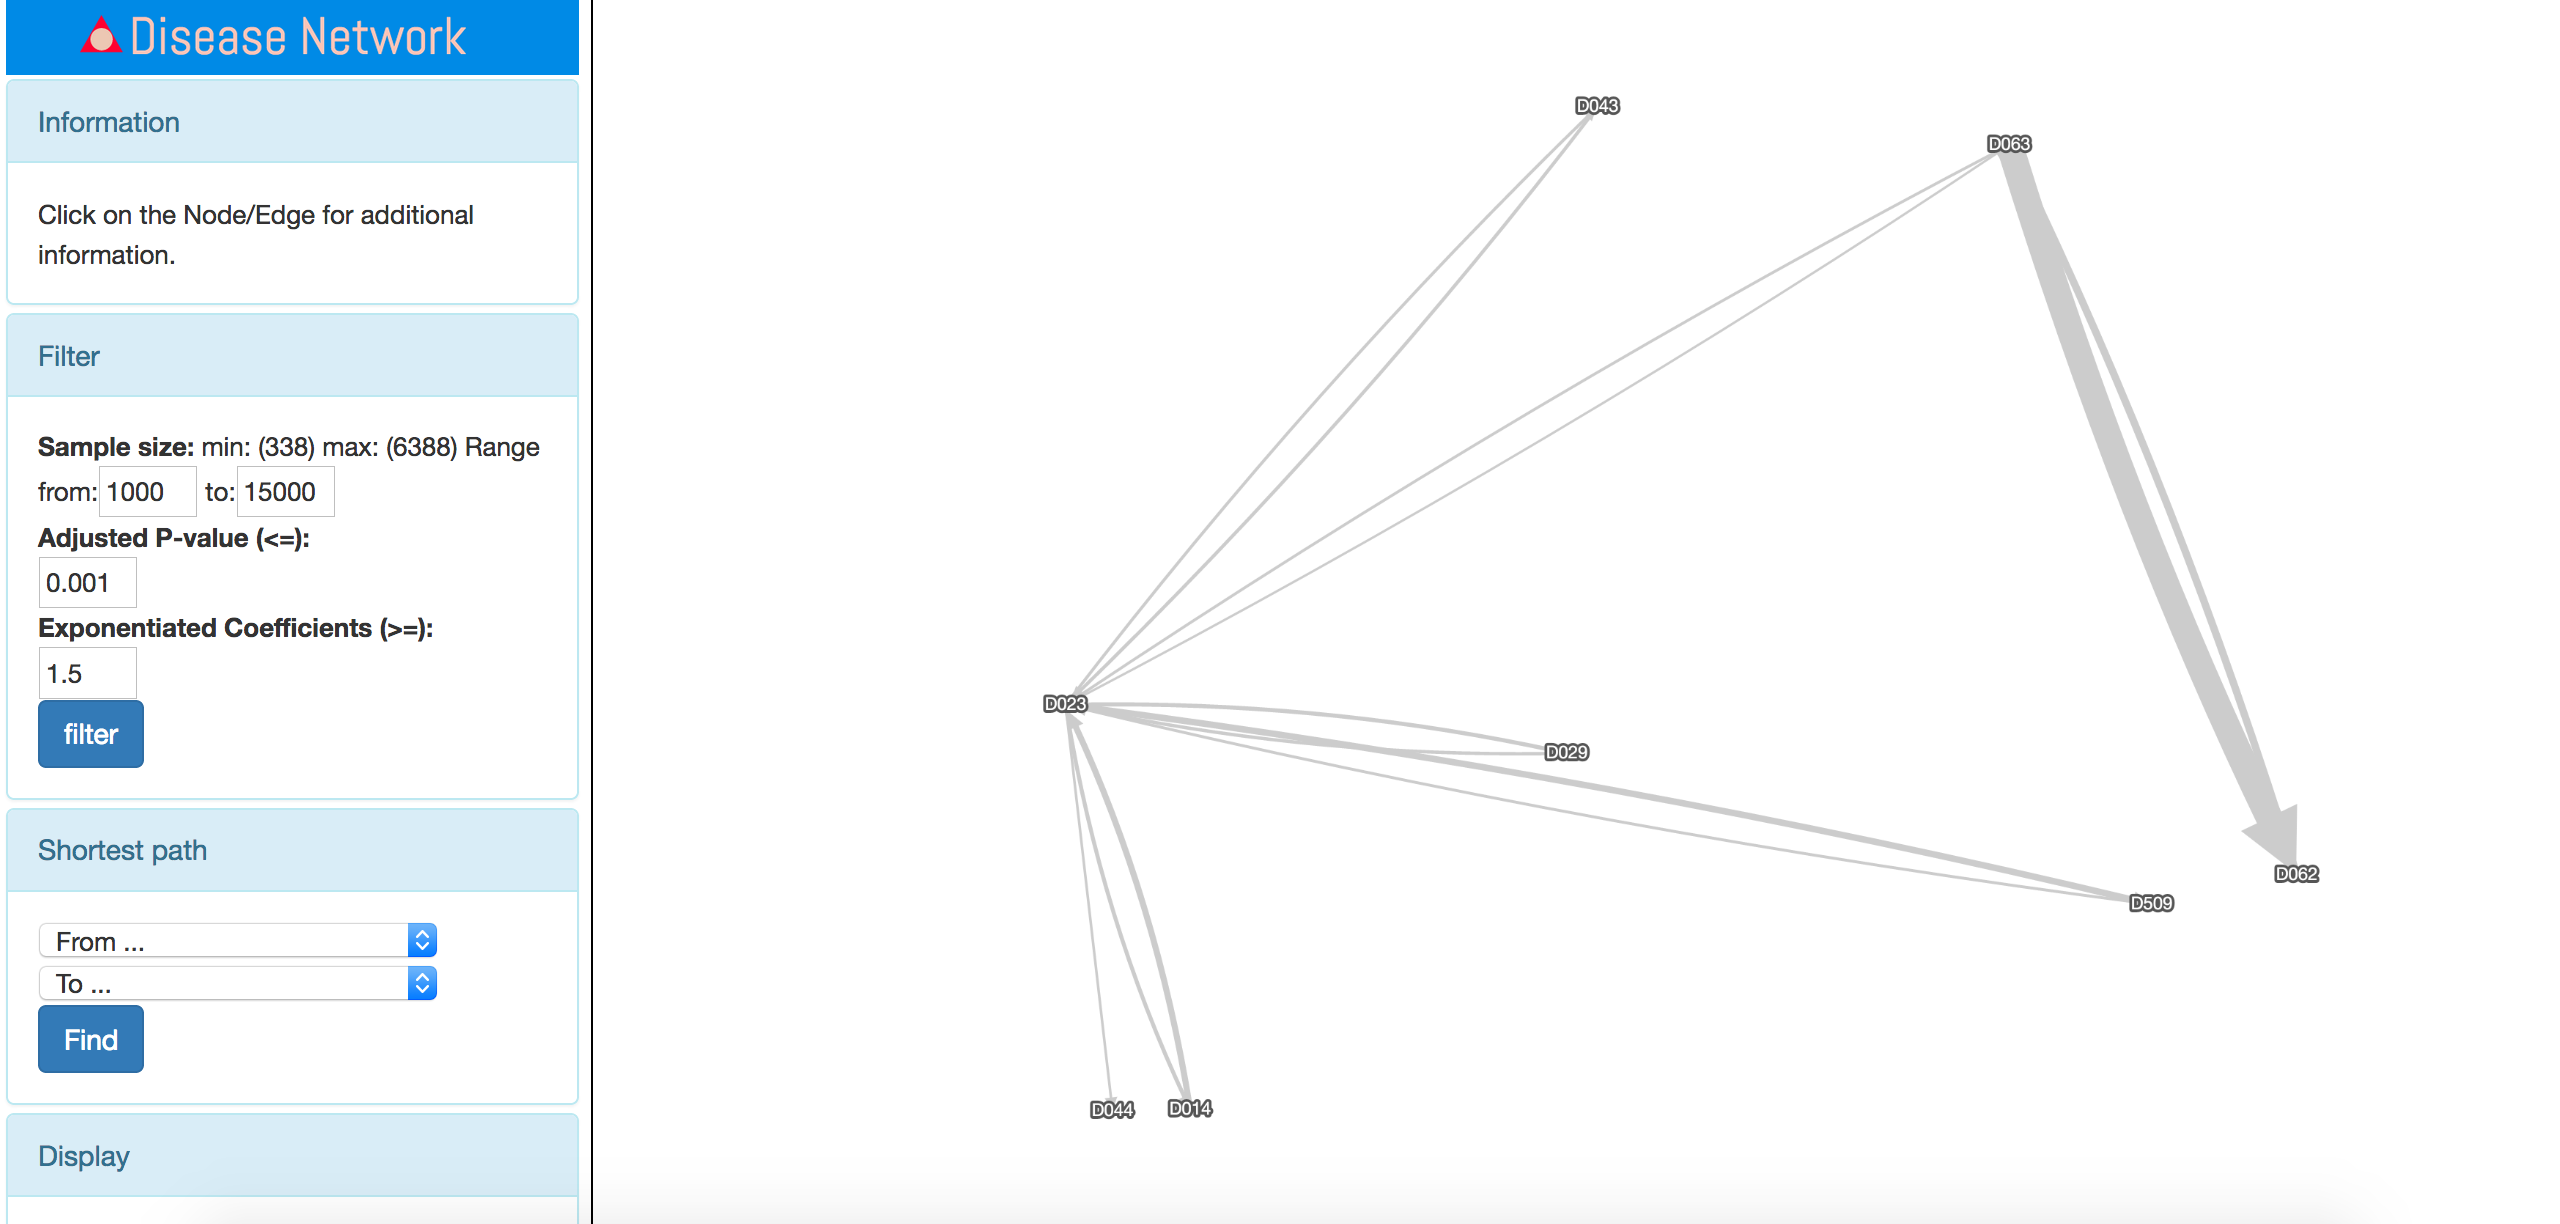 Disease Network
Information
Click on the Node/Edge for additional
information.
Filter
Sample size: min: (338) max: (6388) Range
from: 1000 to: 15000
Adjusted P-value (<=):
0.001
Exponentiated Coefficients (>=):
1.5
filter
Shortest path
From ...
To ...
Find
Display
D043
D063
D023
D029
D062
D509
D044
D014